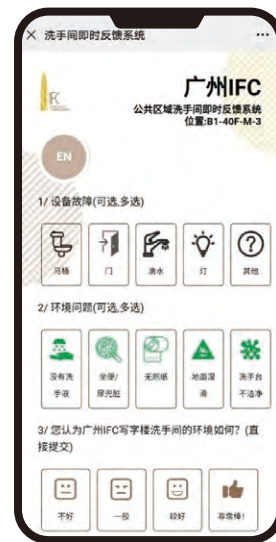 洗手间即时反馈系统
广州IFC
公共区域洗手间即时反馈系统
位置:B1-40F-M-3
EN
1/ 设备故障(可选,多选)
马桶
门
滴水
灯
其他
2/ 环境问题(可选,多选)
没有洗
手液
坐便/
尿兜脏
无厕纸
地面湿
滑
洗手台
不洁净
3/ 您认为广州IFC写字楼洗手间的环境如何? (直
接提交)
不好
一般
较好
非常棒!